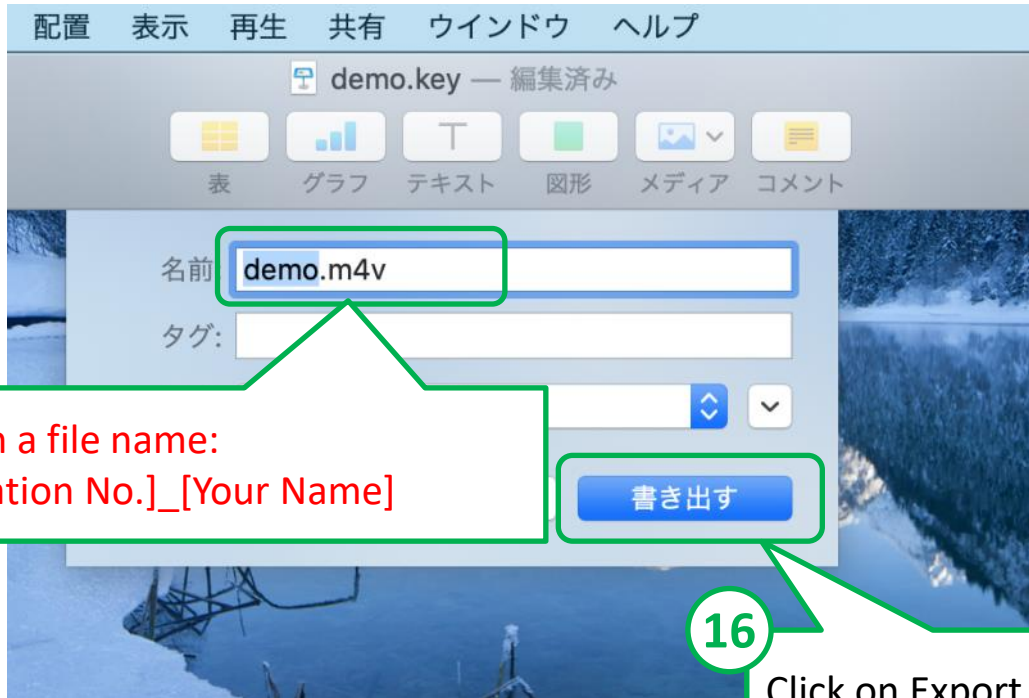 配置 表示 再生 共有 ウインドウ ヘルプ
demo.key — 編集済み
表 グラフ テキスト 図形 メディア コメント
名前: demo.m4v
タグ:
a file name:
No.]_[Your Name]
書き出す
16
Click on Export